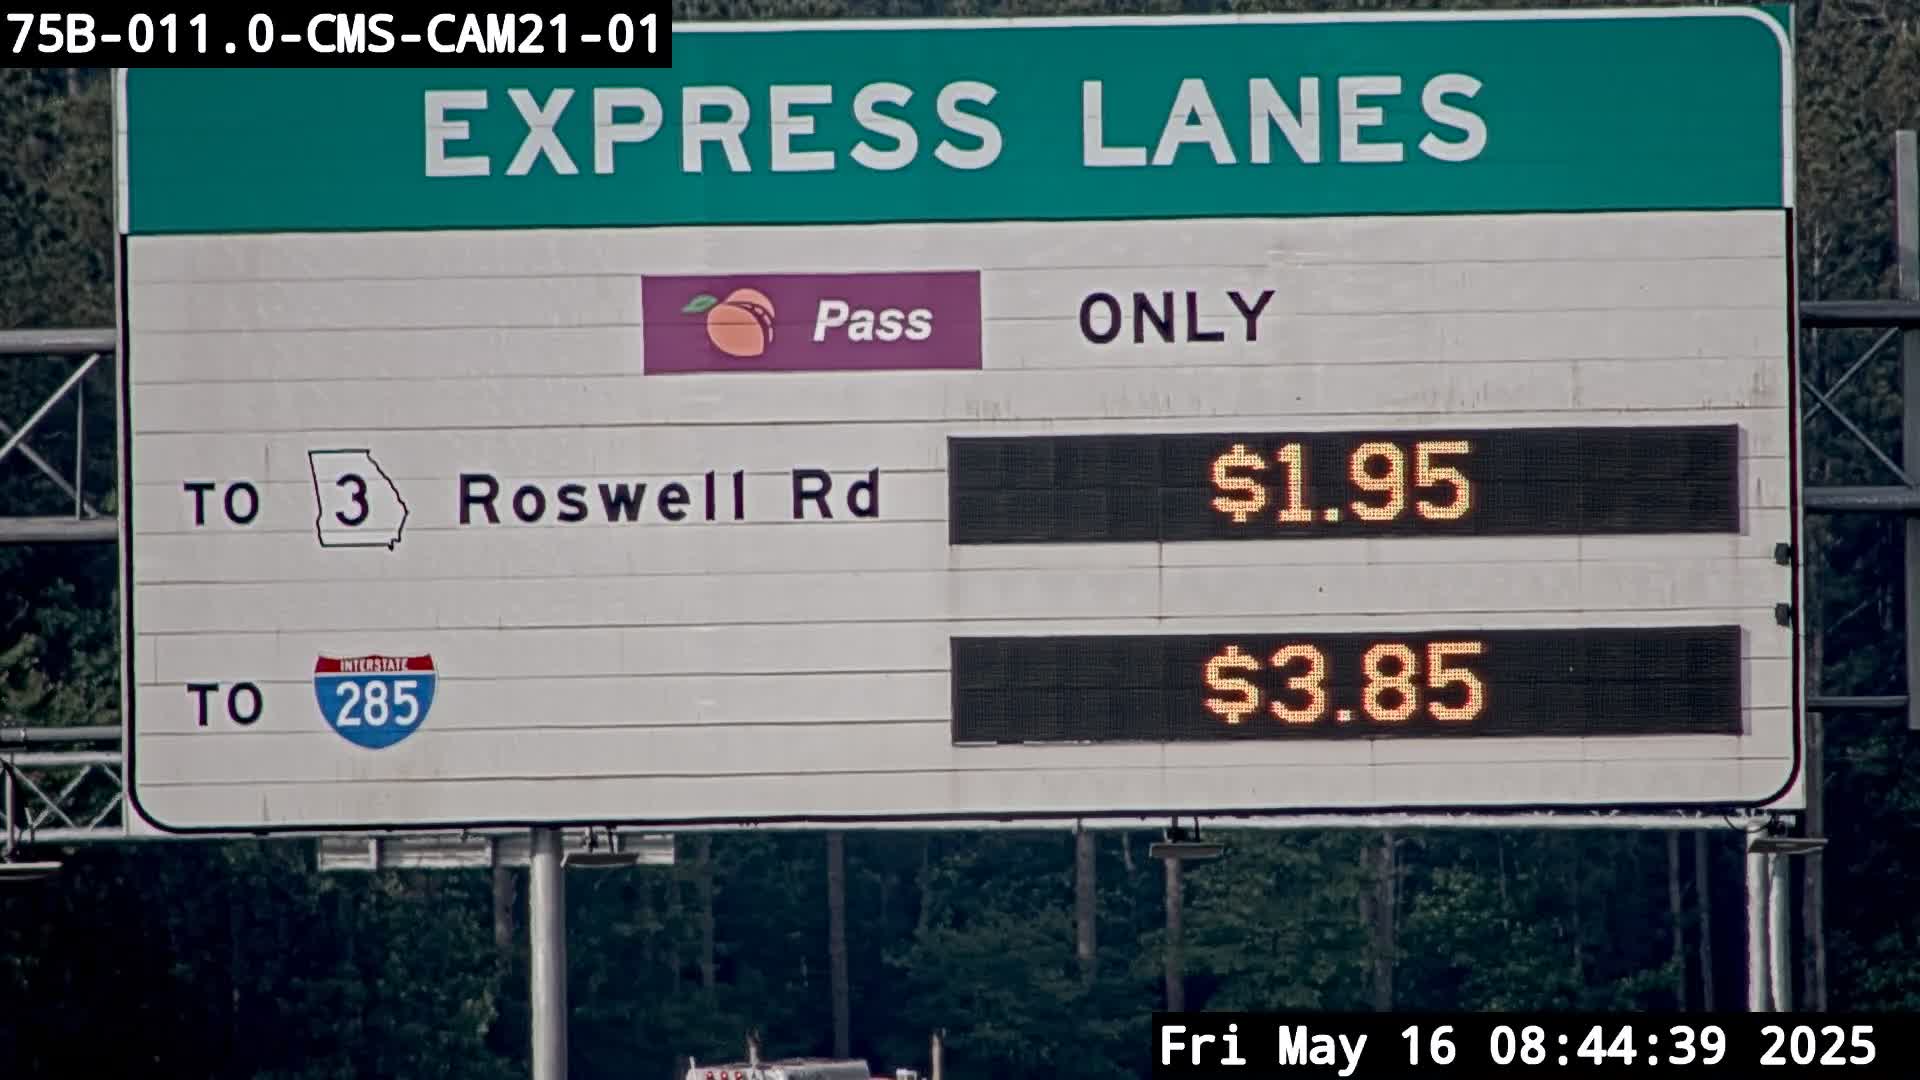 75B-011.0-CMS-CAM21-01
EXPRESS LANES
Pass ONLY
TO 3 Roswell Rd $1.95
TO INTERSTATE 285 $3.85
Fri May 16 08:44:39 2025